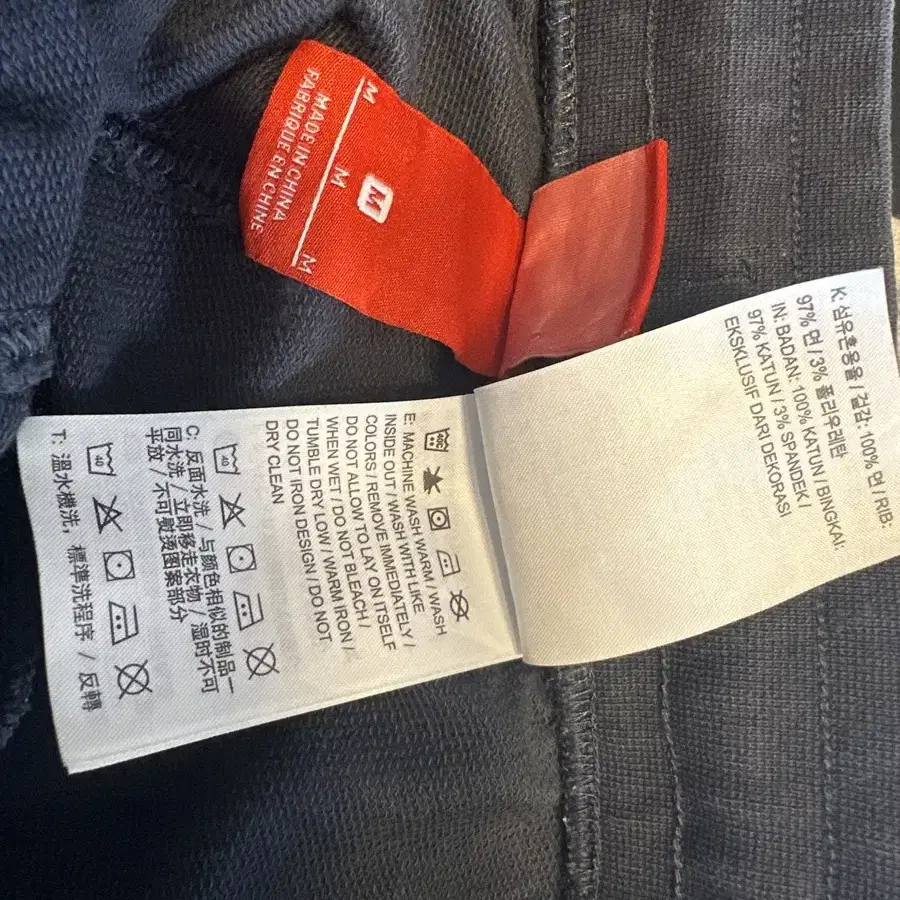 M
M
M
M
MADE IN CHINA
FABRIQUE EN CHINE
K: 섬유혼용율 / 겉감: 100% 면 / RIB:
97% 면 / 3% 폴리우레탄
IN: BADAN: 100% KATUN / BINGKAI:
97% KATUN / 3% SPANDEK /
EKSKLUSIF DARI DEKORASI
40
E: MACHINE WASH WARM / WASH
INSIDE OUT / WASH WITH LIKE
COLORS / REMOVE IMMEDIATELY /
DO NOT ALLOW TO LAY ON ITSELF
WHEN WET / DO NOT BLEACH /
TUMBLE DRY LOW / WARM IRON /
DO NOT IRON DESIGN / DO NOT
DRY CLEAN
40
C: 反面水洗 / 与颜色相似的制品一
同水洗 / 立即移走衣物 / 湿时不可
平放 / 不可熨烫图案部分
40
T: 溫水機洗, 標準洗程序 / 反轉